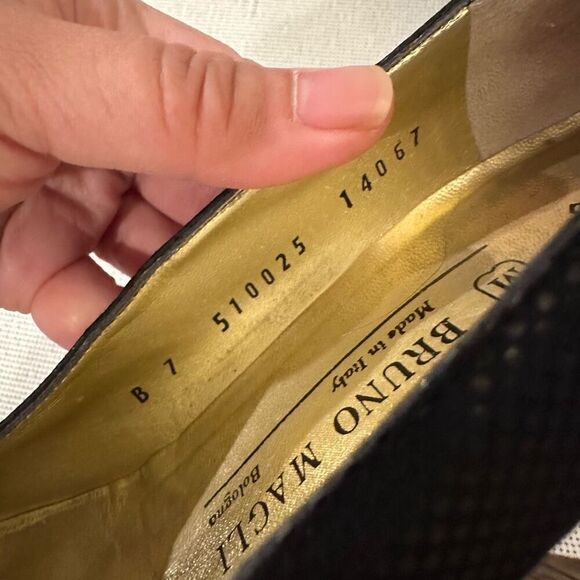 B 7 510025 14067
M
BRUNO MAGLI
Made in Italy
Bologna